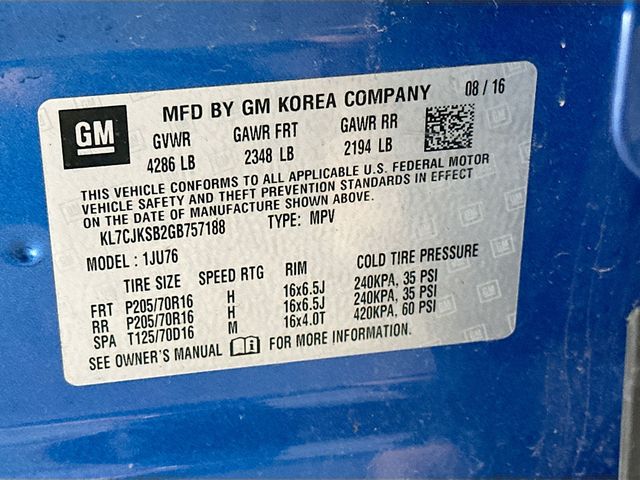 GM
MFD BY GM KOREA COMPANY 08 / 16
GVWR GAWR FRT GAWR RR
4286 LB 2348 LB 2194 LB
THIS VEHICLE CONFORMS TO ALL APPLICABLE U.S. FEDERAL MOTOR
VEHICLE SAFETY AND THEFT PREVENTION STANDARDS IN EFFECT
ON THE DATE OF MANUFACTURE SHOWN ABOVE.
KL7CJKSB2GB757188 TYPE: MPV
MODEL : 1JU76
TIRE SIZE SPEED RTG RIM COLD TIRE PRESSURE
FRT P205/70R16 H 16x6.5J 240KPA, 35 PSI
RR P205/70R16 H 16x6.5J 240KPA, 35 PSI
SPA T125/70D16 M 16x4.0T 420KPA, 60 PSI
SEE OWNER'S MANUAL FOR MORE INFORMATION.